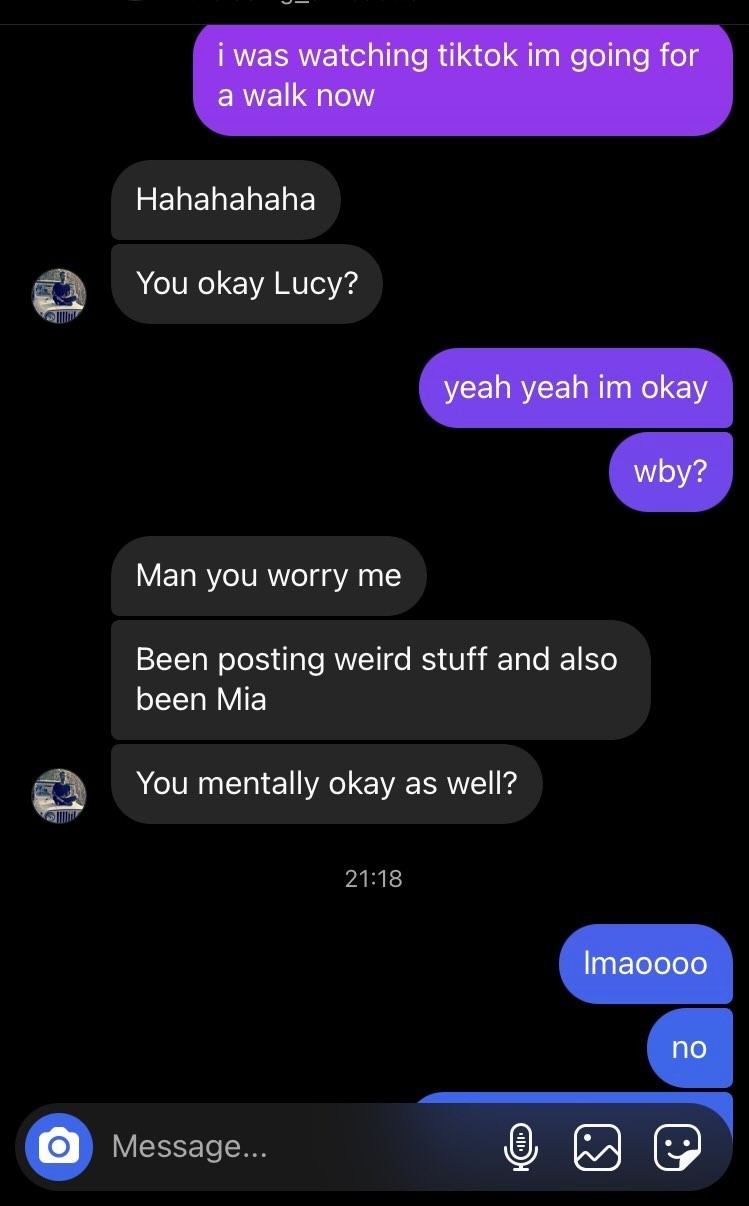 i was watching tiktok im going for
a walk now
Hahahahaha
You okay Lucy?
yeah yeah im okay
wby?
Man you worry me
Been posting weird stuff and also
been Mia
You mentally okay as well?
21:18
lmaoooo
no
Message...